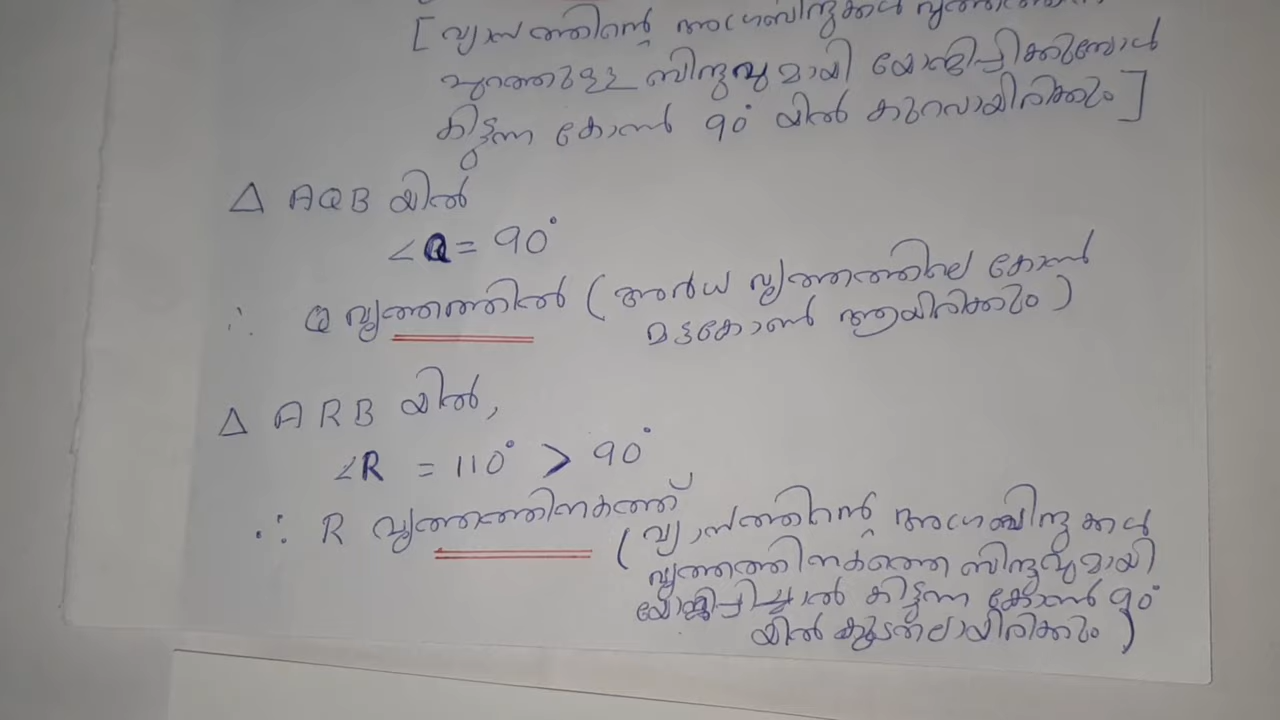 [ വ്യാസത്തിന്റെ അഗ്രബിന്ദുക്കൾ
പുറത്തുള്ള ബിന്ദുവുമായി യോജിപ്പിക്കുമ്പോൾ
കിട്ടുന്ന കോൺ 90° യിൽ കുറവായിരിക്കും ]
△ AQB യിൽ
∠Q = 90°
∴ Q വൃത്തത്തിൽ ( അർധ വൃത്തത്തിലെ കോൺ
മട്ടകോൺ ആയിരിക്കും )
△ ARB യിൽ,
∠R = 110° > 90°
∴ R വൃത്തത്തിനകത്ത്
( വ്യാസത്തിന്റെ അഗ്രബിന്ദുക്കൾ
വൃത്തത്തിനകത്തെ ബിന്ദുവുമായി
യോജിപ്പിച്ചാൽ കിട്ടുന്ന കോൺ 90°
യിൽ കൂടുതലായിരിക്കും )